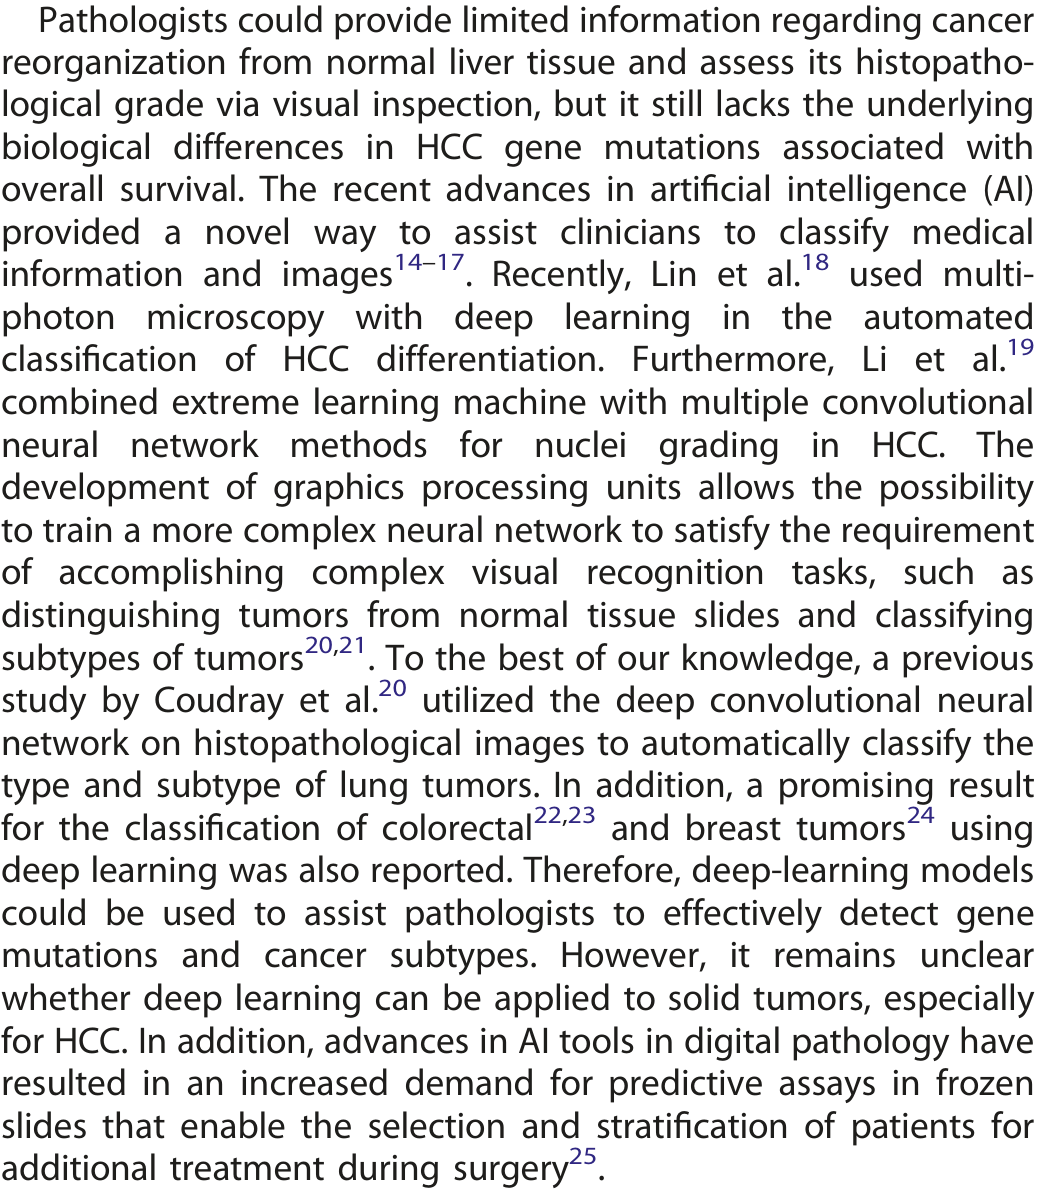 Pathologists could provide limited information regarding cancer
reorganization from normal liver tissue and assess its histopatho-
logical grade via visual inspection, but it still lacks the underlying
biological differences in HCC gene mutations associated with
overall survival. The recent advances in artificial intelligence (AI)
provided a novel way to assist clinicians to classify medical
information and images14–17. Recently, Lin et al.18 used multi-
photon microscopy with deep learning in the automated
classification of HCC differentiation. Furthermore, Li et al.19
combined extreme learning machine with multiple convolutional
neural network methods for nuclei grading in HCC. The
development of graphics processing units allows the possibility
to train a more complex neural network to satisfy the requirement
of accomplishing complex visual recognition tasks, such as
distinguishing tumors from normal tissue slides and classifying
subtypes of tumors20,21. To the best of our knowledge, a previous
study by Coudray et al.20 utilized the deep convolutional neural
network on histopathological images to automatically classify the
type and subtype of lung tumors. In addition, a promising result
for the classification of colorectal22,23 and breast tumors24 using
deep learning was also reported. Therefore, deep-learning models
could be used to assist pathologists to effectively detect gene
mutations and cancer subtypes. However, it remains unclear
whether deep learning can be applied to solid tumors, especially
for HCC. In addition, advances in AI tools in digital pathology have
resulted in an increased demand for predictive assays in frozen
slides that enable the selection and stratification of patients for
additional treatment during surgery25.